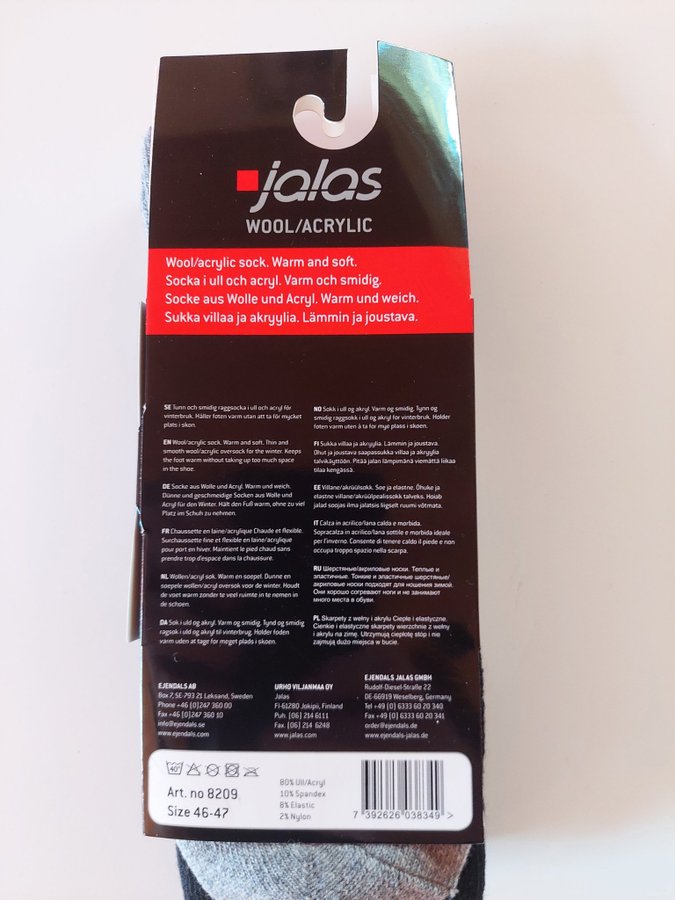 jalas
WOOL/ACRYLIC
Wool/acrylic sock. Warm and soft.
Socka i ull och acryl. Varm och smidig.
Socke aus Wolle und Acryl. Warm und weich.
Sukka villaa ja akryylia. Lämmin ja joustava.
SE Tunn och smidig raggsocka i ull och acryl för
vinterbruk. Håller foten varm utan att ta för mycket
plats i skon.
EN Wool/acrylic sock. Warm and soft. Thin and
smooth wool/acrylic oversock for the winter. Keeps
the foot warm without taking up too much space
in the shoe.
DE Socke aus Wolle und Acryl. Warm und weich.
Dünne und geschmeidige Socken aus Wolle und
Acryl für den Winter. Hält den Fuß warm, ohne zu viel
Platz im Schuh zu nehmen.
FR Chaussette en laine/acrylique Chaude et flexible.
Surchaussette fine et flexible en laine/acrylique
pour port en hiver. Maintient le pied chaud sans
prendre trop d'espace dans la chaussure.
NL Wollen/acryl sok. Warm en soepel. Dunne en
soepele wollen/acryl oversok voor de winter. Houdt
de voet warm zonder te veel ruimte in te nemen in
de schoen.
DA Sok i uld og akryl. Varm og smidig. Tynd og smidig
ragsok i uld og akryl til vinterbrug. Holder foden
varm uden at tage for meget plads i skoen.
NO Sokk i ull og akryl. Varm og smidig. Tynn og
smidig raggsokk i ull og akryl for vinterbruk. Holder
foten varm uten å ta for mye plass i skoen.
FI Sukka villaa ja akryylia. Lämmin ja joustava.
Ohut ja joustava saapassukka villaa ja akryylia
talvikäyttöön. Pitää jalan lämpimänä viemättä liikaa
tilaa kengässä.
EE Villane/akrüülsokk. Soe ja elastne. Õhuke ja
elastne villane/akrüülpealissokk talveks. Hoiab
jalad soojas ilma jalatsis liigselt ruumi võtmata.
IT Calza in acrilico/lana calda e morbida.
Sopracalza in acrilico/lana sottile e morbida ideale
per l'inverno. Consente di tenere caldo il piede e non
occupa troppo spazio nella scarpa.
RU Шерстяные/акриловые носки. Теплые и
эластичные. Тонкие и эластичные шерстяные/
акриловые носки подходят для ношения зимой.
Они хорошо согревают ноги и не занимают
много места в обуви.
PL Skarpety z wełny i akrylu Ciepłe i elastyczne.
Cienkie i elastyczne skarpety wierzchnie z wełny
i akrylu na zimę. Utrzymują ciepłotę stóp i nie
zajmują dużo miejsca w bucie.
EJENDALS AB
Box 7, SE-793 21 Leksand, Sweden
Phone +46 (0)247 360 00
Fax +46 (0)247 360 10
info@ejendals.com
www.ejendals.com
URHO VILJANMAA OY
Jalas
FI-61280 Jokipii, Finland
Puh. (06) 214 6111
Fax. (06) 214 6248
www.jalas.com
EJENDALS JALAS GMBH
Rudolf-Diesel-Straße 22
DE-66919 Weselberg, Germany
Tel +49 (0) 6333 60 20 340
Fax +49 (0) 6333 60 20 341
order@ejendals.de
www.ejendals-jalas.de
40°
Art. no 8209
Size 46-47
80% Ull/Acryl
10% Spandex
8% Elastic
2% Nylon
7 392626 038349 >